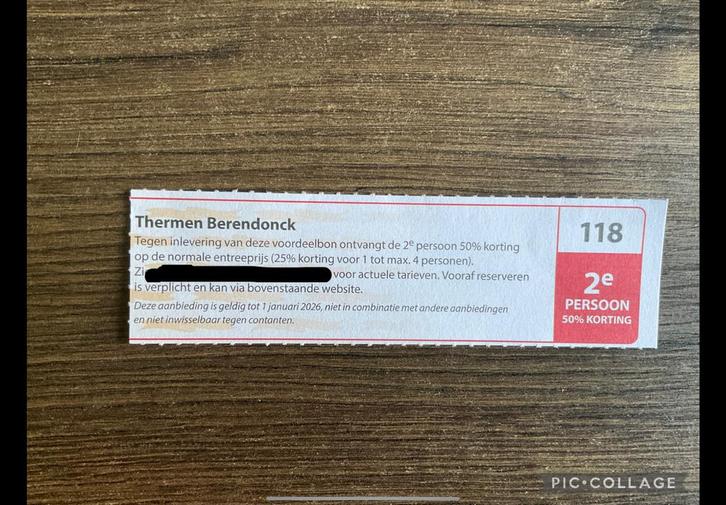 Thermen Berendonck
Tegen inlevering van deze voordeelbon ontvangt de 2e persoon 50% korting
op de normale entreeprijs (25% korting voor 1 tot max. 4 personen).
Zi voor actuele tarieven. Vooraf reserveren
is verplicht en kan via bovenstaande website.
Deze aanbieding is geldig tot 1 januari 2026, niet in combinatie met andere aanbiedingen
en niet inwisselbaar tegen contanten.
118
2e
PERSOON
50% KORTING
PIC•COLLAGE